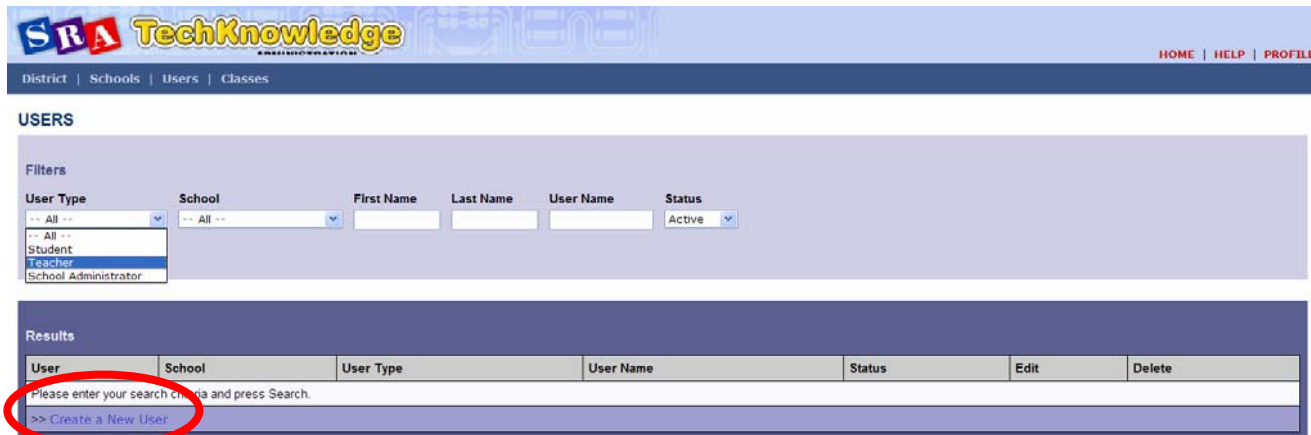 SRA TechKnowledge
ADMINISTRATION
HOME | HELP | PROFILE
District | Schools | Users | Classes
USERS
Filters
User Type School First Name Last Name User Name Status
-- All -- -- All -- Active
-- All --
Student
Teacher
School Administrator
Results
User School User Type User Name Status Edit Delete
Please enter your search criteria and press Search.
>> Create a New User